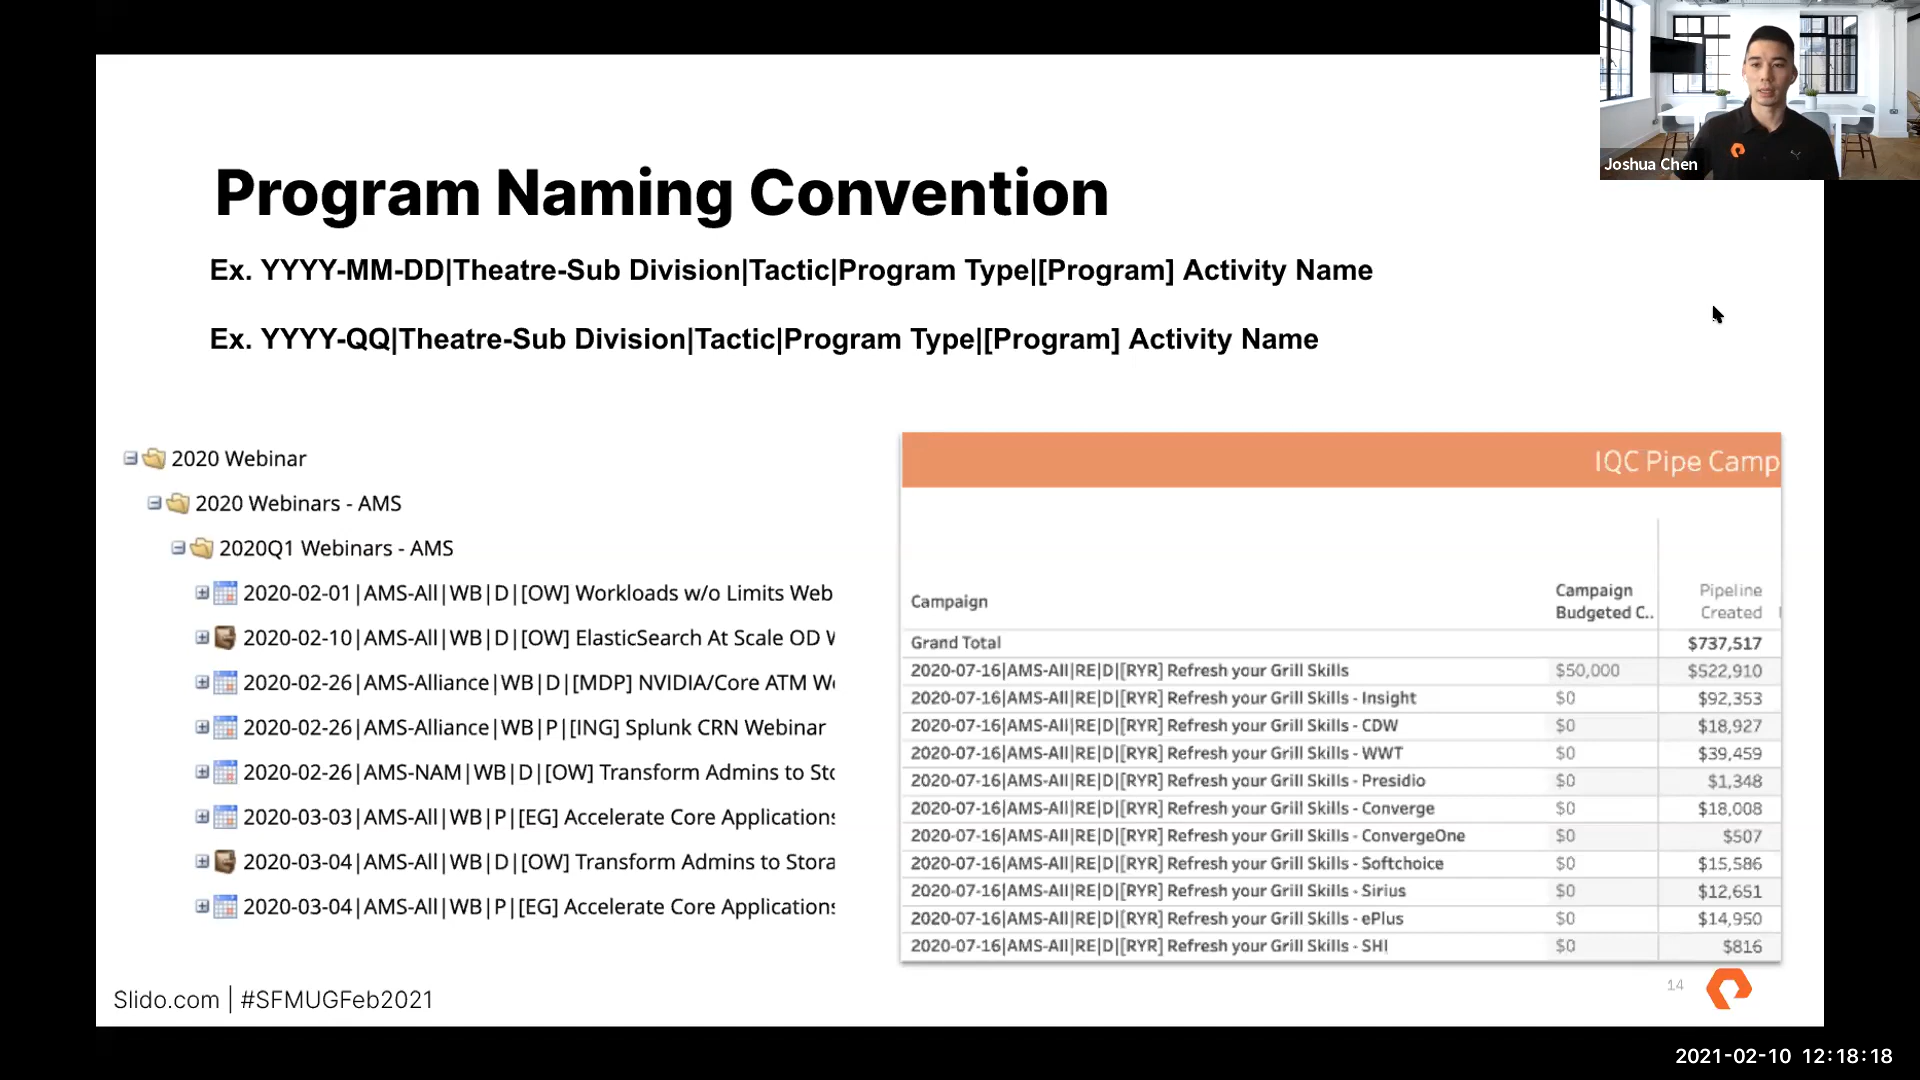 Joshua Chen
Program Naming Convention
Ex. YYYY-MM-DD|Theatre-Sub Division|Tactic|Program Type|[Program] Activity Name
Ex. YYYY-QQ|Theatre-Sub Division|Tactic|Program Type|[Program] Activity Name
2020 Webinar
2020 Webinars - AMS
2020Q1 Webinars - AMS
2020-02-01|AMS-All|WB|D|[OW] Workloads w/o Limits Web
2020-02-10|AMS-All|WB|D|[OW] ElasticSearch At Scale OD
2020-02-26|AMS-Alliance|WB|D|[MDP] NVIDIA/Core ATM
2020-02-26|AMS-Alliance|WB|P|[ING] Splunk CRN Webinar
2020-02-26|AMS-NAM|WB|D|[OW] Transform Admins to
2020-03-03|AMS-All|WB|P|[EG] Accelerate Core Applications
2020-03-04|AMS-All|WB|D|[OW] Transform Admins to Stora
2020-03-04|AMS-All|WB|P|[EG] Accelerate Core Applications
IQC Pipe Camp
Campaign Campaign Pipeline
Budgeted C.. Created
Grand Total $737,517
2020-07-16|AMS-All|RE|D|[RYR] Refresh your Grill Skills $50,000 $522,910
2020-07-16|AMS-All|RE|D|[RYR] Refresh your Grill Skills - Insight $0 $92,353
2020-07-16|AMS-All|RE|D|[RYR] Refresh your Grill Skills - CDW $0 $18,927
2020-07-16|AMS-All|RE|D|[RYR] Refresh your Grill Skills - WWT $0 $39,459
2020-07-16|AMS-All|RE|D|[RYR] Refresh your Grill Skills - Presidio $0 $1,348
2020-07-16|AMS-All|RE|D|[RYR] Refresh your Grill Skills - Converge $0 $18,008
2020-07-16|AMS-All|RE|D|[RYR] Refresh your Grill Skills - ConvergeOne $0 $507
2020-07-16|AMS-All|RE|D|[RYR] Refresh your Grill Skills - Softchoice $0 $15,586
2020-07-16|AMS-All|RE|D|[RYR] Refresh your Grill Skills - Sirius $0 $12,651
2020-07-16|AMS-All|RE|D|[RYR] Refresh your Grill Skills - ePlus $0 $14,950
2020-07-16|AMS-All|RE|D|[RYR] Refresh your Grill Skills - SHI $0 $816
Slido.com | #SFMUGFeb2021
14
2021-02-10 12:18:18